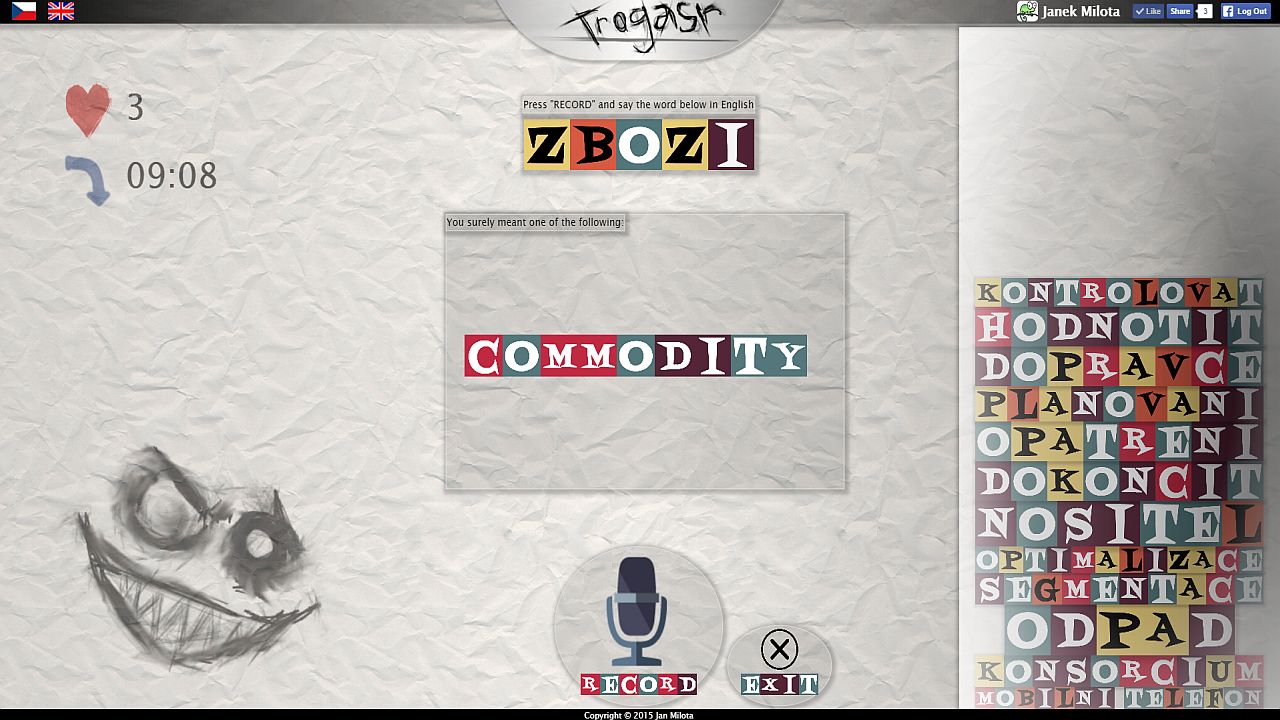 Trogasr
Janek Milota
Like
Share
3
Log Out
3
09:08
Press "RECORD" and say the word below in English
ZBOZI
You surely meant one of the following:
COMMODITY
RECORD
EXIT
KONTROLOVAT
HODNOTIT
DOPRAVCE
PLANOVANI
OPATRENI
DOKONCIT
NOSITEL
OPTIMALIZACE
SEGMENTACE
ODPAD
KONSORCIUM
MOBILNI TELEFON
Copyright © 2015 Jan Milota